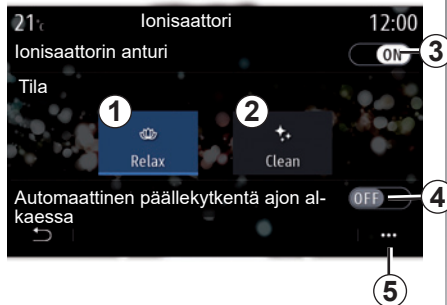 21°c Ionisaattori 12:00
Ionisaattorin anturi ON 3
Tila
1 2
Relax Clean
Automaattinen päällekytkentä ajon al-
kaessa OFF 4
5